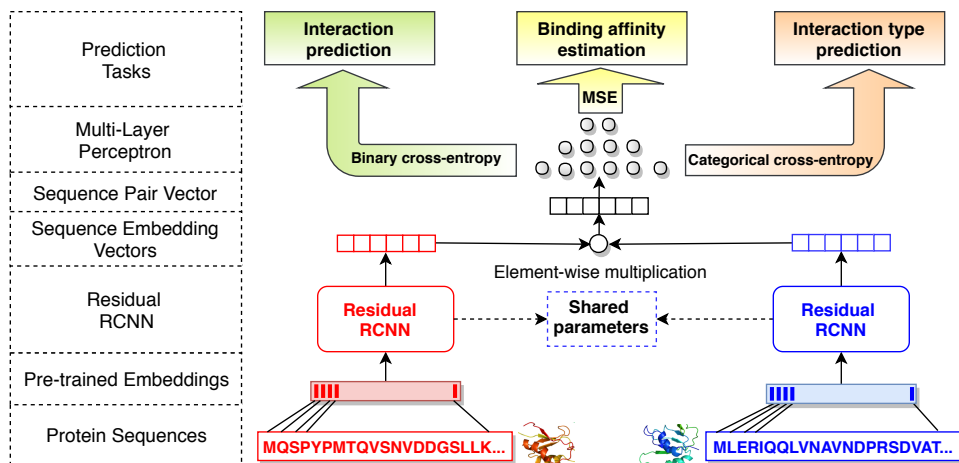 Prediction
Tasks
Multi-Layer
Perceptron
Sequence Pair Vector
Sequence Embedding
Vectors
Residual
RCNN
Pre-trained Embeddings
Protein Sequences
Interaction
prediction
Binding affinity
estimation
Interaction type
prediction
MSE
Binary cross-entropy
Categorical cross-entropy
Element-wise multiplication
Residual
RCNN
Shared
parameters
Residual
RCNN
MQSPYPMTQVSNVDDGSLLK...
MLERIQQLVNAVNDPRSDVAT...